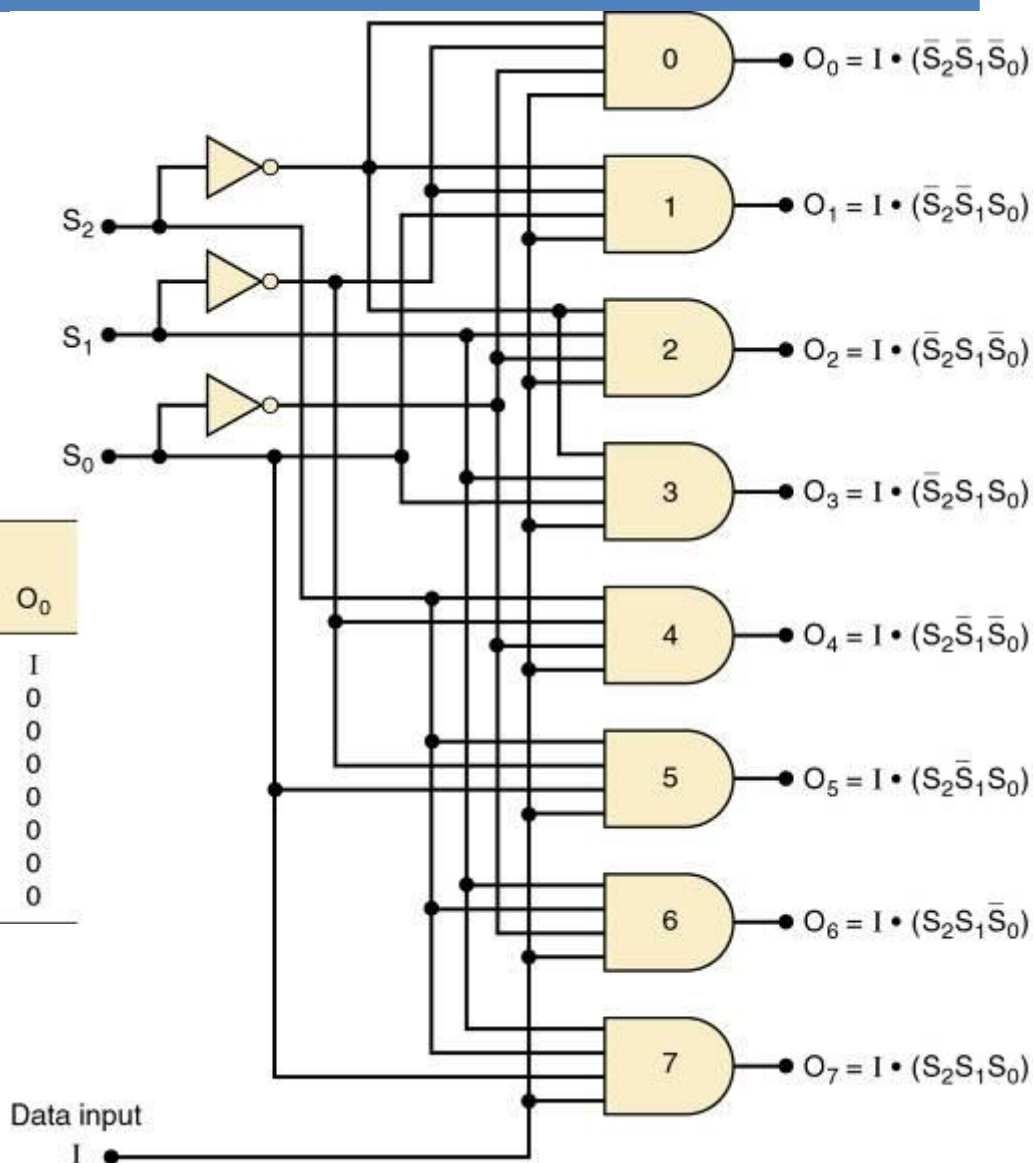 0
O₀ = I • (S̅₂S̅₁S̅₀)
1
O₁ = I • (S̅₂S̅₁S₀)
S₂
S₁
2
O₂ = I • (S̅₂S₁S̅₀)
S₀
3
O₃ = I • (S̅₂S₁S₀)
O₀
I
0
0
0
0
0
0
0
4
O₄ = I • (S₂S̅₁S̅₀)
5
O₅ = I • (S₂S̅₁S₀)
6
O₆ = I • (S₂S₁S̅₀)
7
O₇ = I • (S₂S₁S₀)
Data input
I